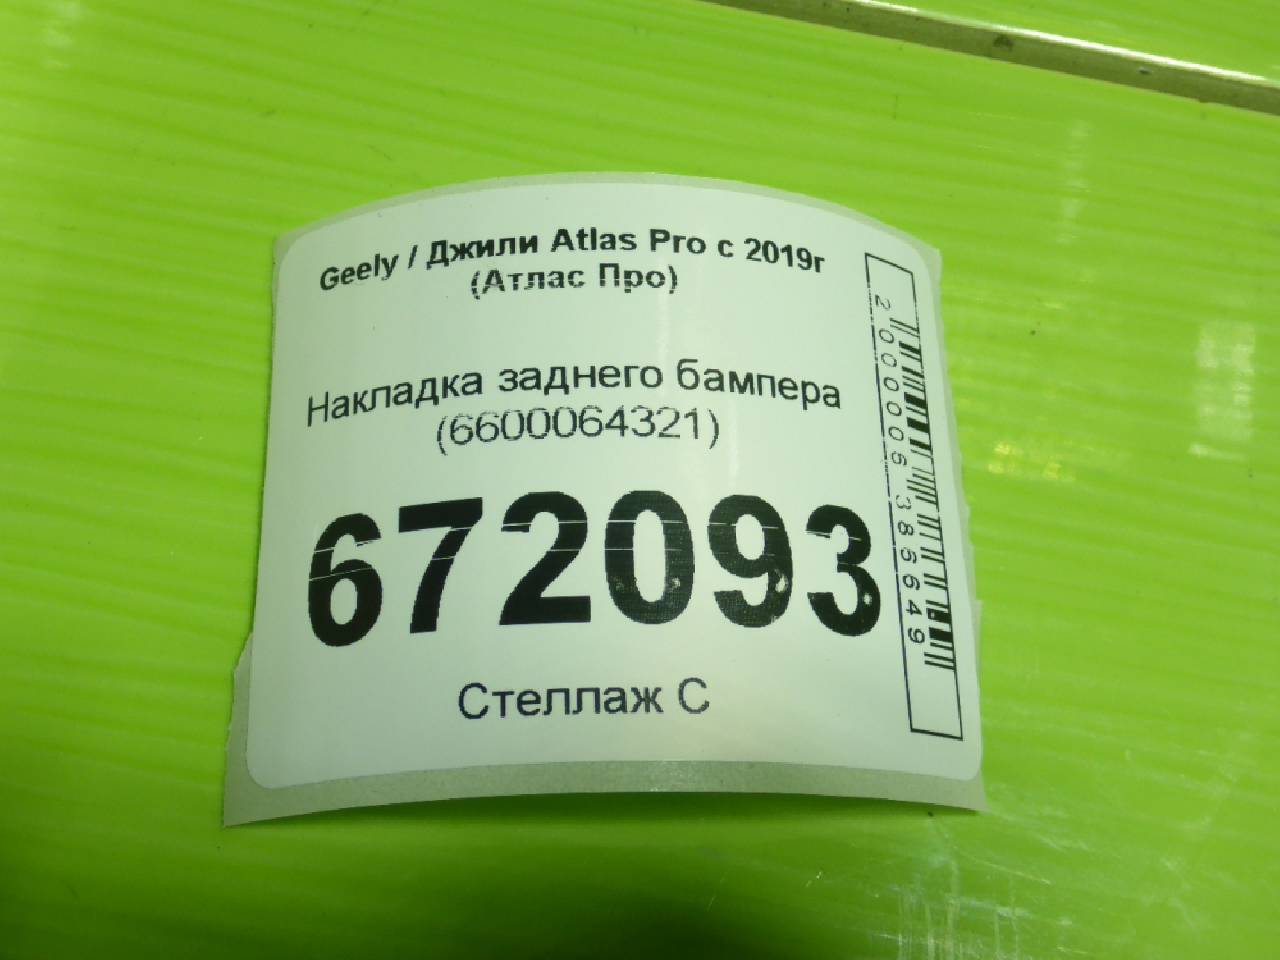 Geely / Джили Atlas Pro с 2019г
(Атлас Про)
Накладка заднего бампера
(6600064321)
672093
Стеллаж С
2000006385649